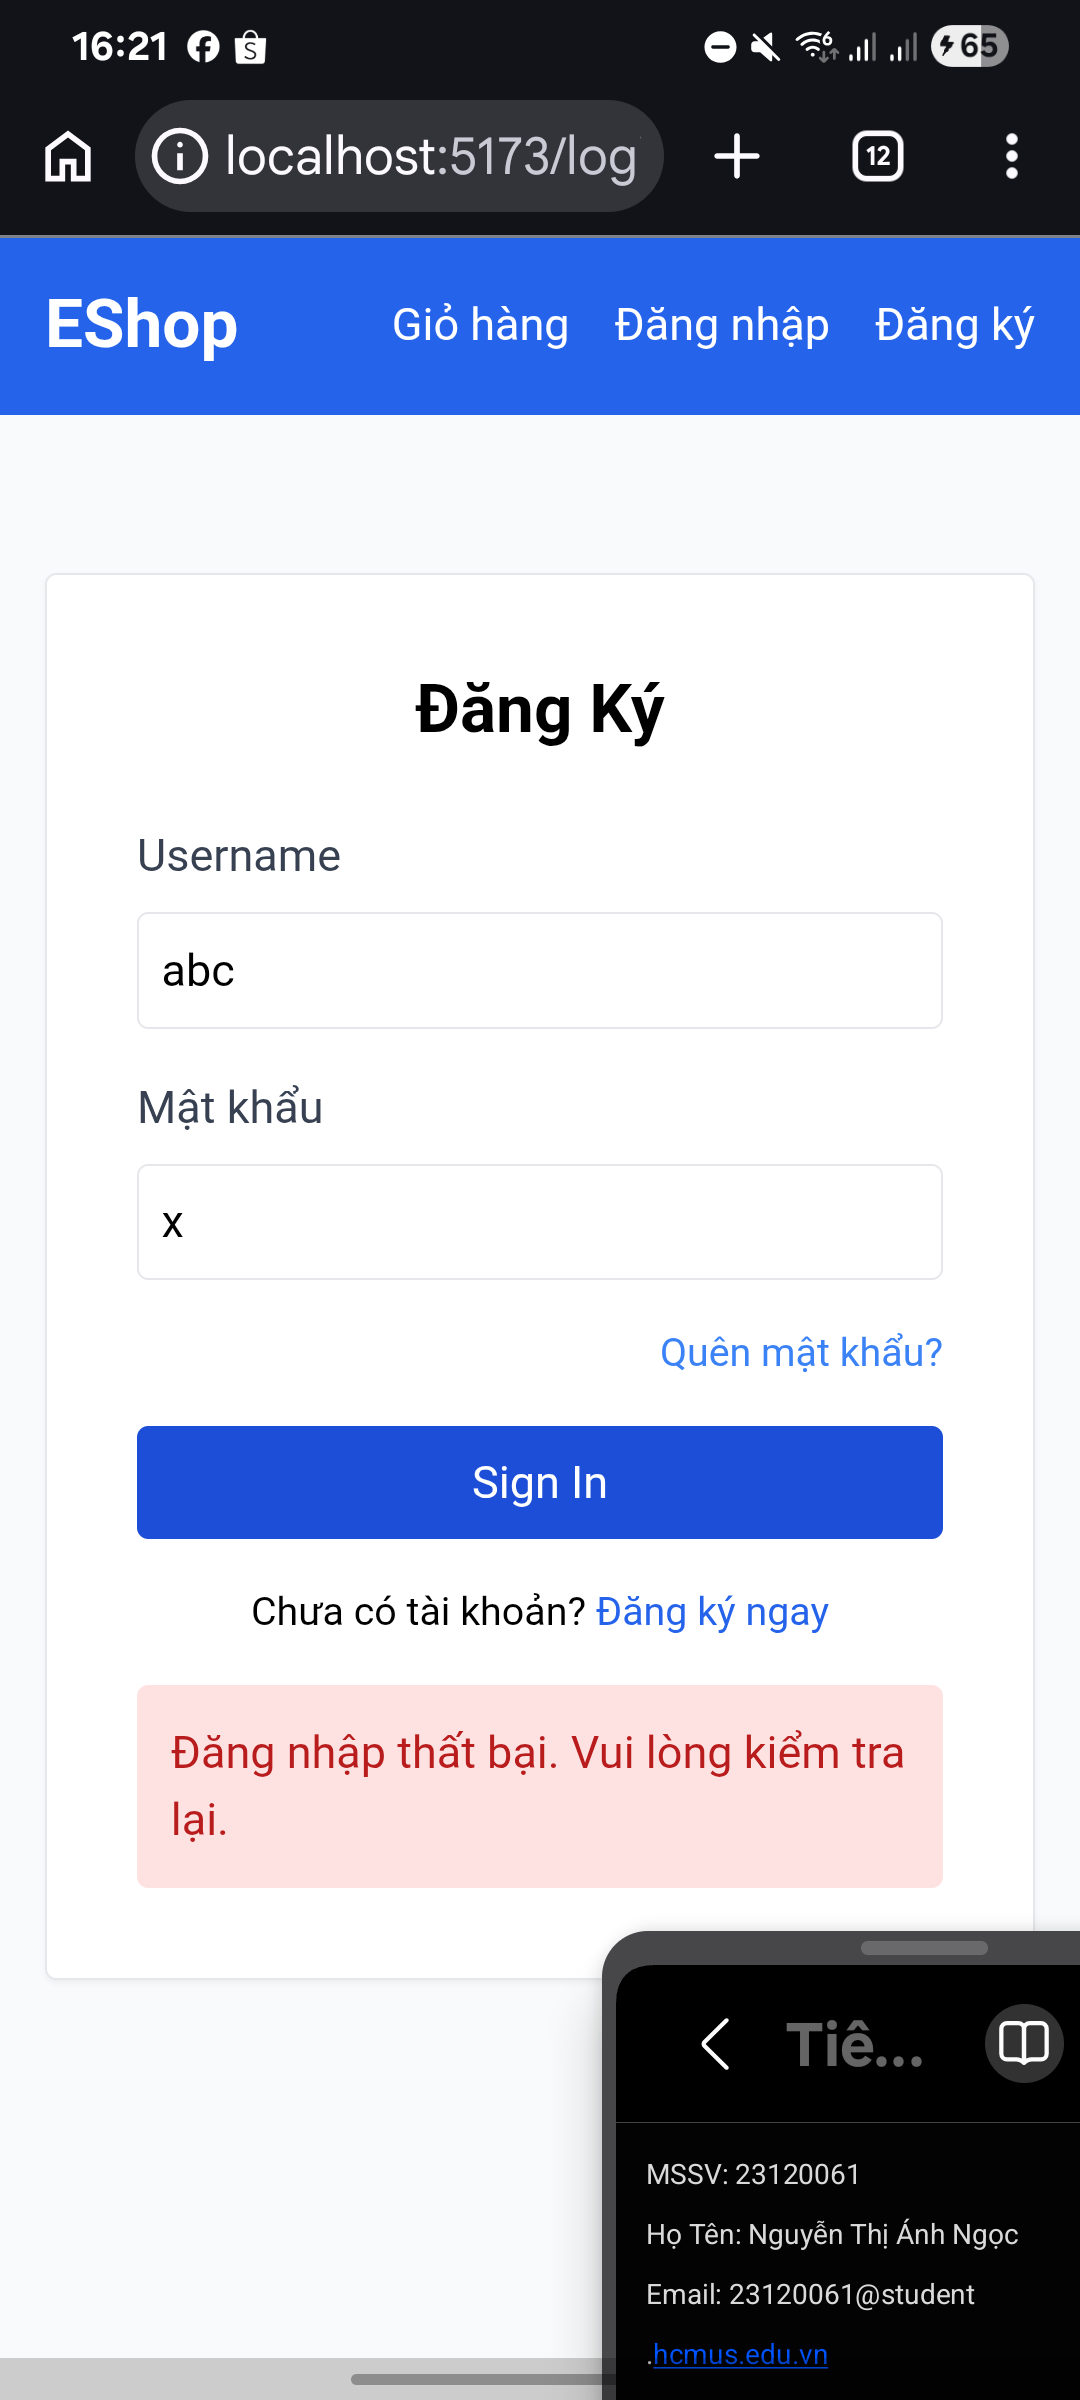 16:21
65
localhost:5173/log
12
EShop
Giỏ hàng
Đăng nhập
Đăng ký
Đăng Ký
Username
abc
Mật khẩu
x
Quên mật khẩu?
Sign In
Chưa có tài khoản? Đăng ký ngay
Đăng nhập thất bại. Vui lòng kiểm tra
lại.
Tiê...
MSSV: 23120061
Họ Tên: Nguyễn Thị Ánh Ngọc
Email: 23120061@student
.hcmus.edu.vn